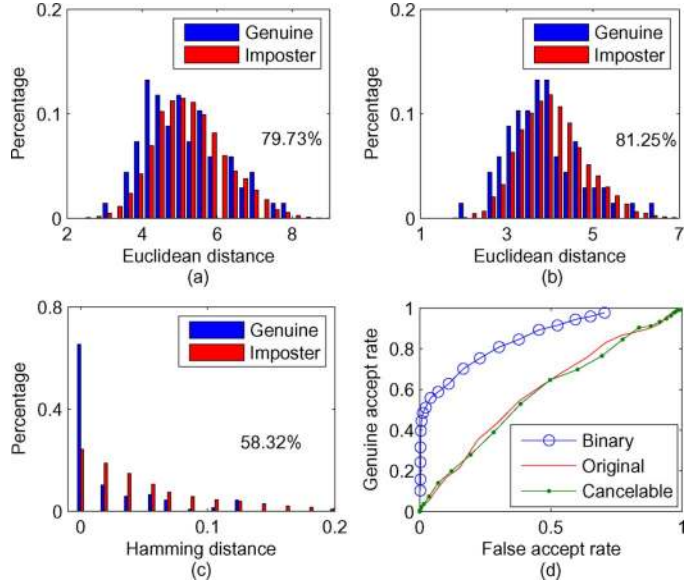 0.2
Genuine
Imposter
0.1
79.73%
0
2 4 6 8
Percentage
Euclidean distance
(a)
0.2
Genuine
Imposter
0.1
81.25%
0
1 3 5 7
Percentage
Euclidean distance
(b)
0.8
Genuine
Imposter
0.4
58.32%
0
0 0.1 0.2
Percentage
Hamming distance
(c)
1
0.8
0.6
0.4
0.2
0
Binary
Original
Cancelable
0 0.5 1
Genuine accept rate
False accept rate
(d)